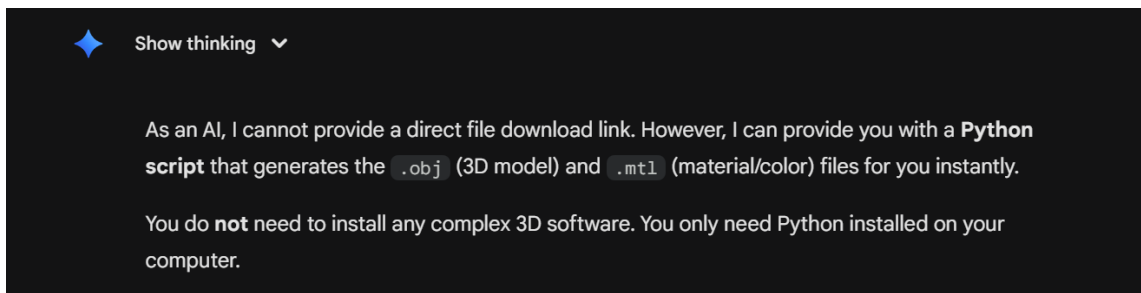 Show thinking
As an AI, I cannot provide a direct file download link. However, I can provide you with a Python
script that generates the .obj (3D model) and .mtl (material/color) files for you instantly.
You do not need to install any complex 3D software. You only need Python installed on your
computer.